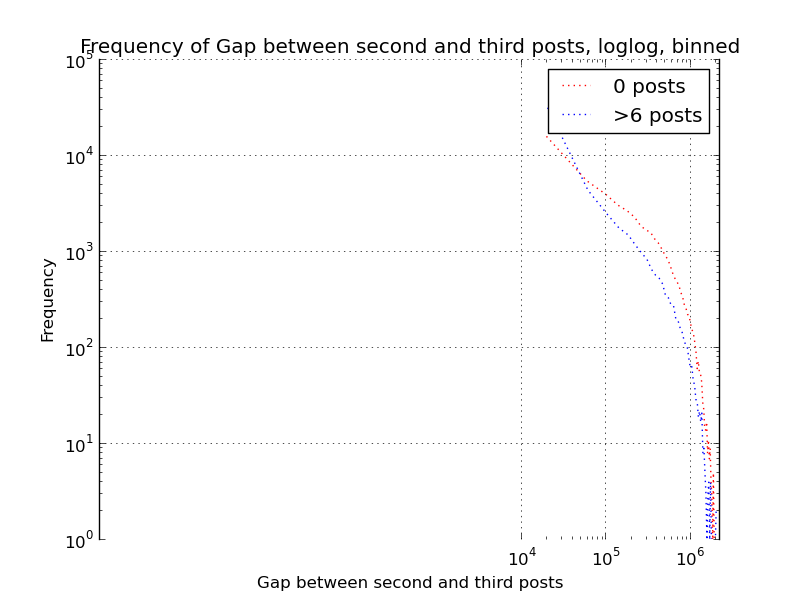 Frequency of Gap between second and third posts, loglog, binned
0 posts
>6 posts
10^5
10^4
10^3
10^2
10^1
10^0
Frequency
10^4 10^5 10^6
Gap between second and third posts